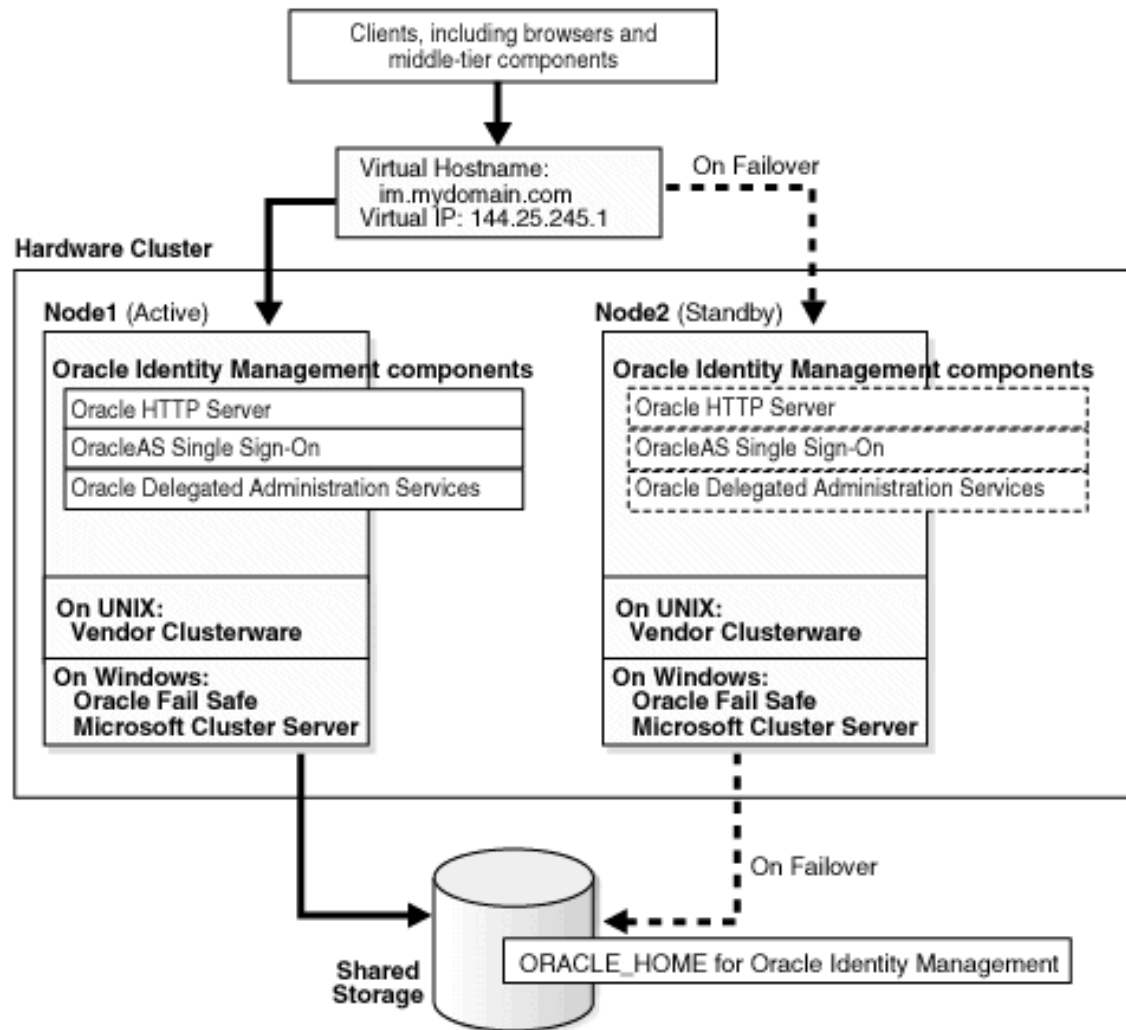 Clients, including browsers and
middle-tier components
Virtual Hostname:
im.mydomain.com
Virtual IP: 144.25.245.1
On Failover
Hardware Cluster
Node1 (Active)
Oracle Identity Management components
Oracle HTTP Server
OracleAS Single Sign-On
Oracle Delegated Administration Services
On UNIX:
Vendor Clusterware
On Windows:
Oracle Fail Safe
Microsoft Cluster Server
Node2 (Standby)
Oracle Identity Management components
Oracle HTTP Server
OracleAS Single Sign-On
Oracle Delegated Administration Services
On UNIX:
Vendor Clusterware
On Windows:
Oracle Fail Safe
Microsoft Cluster Server
On Failover
Shared
Storage
ORACLE_HOME for Oracle Identity Management